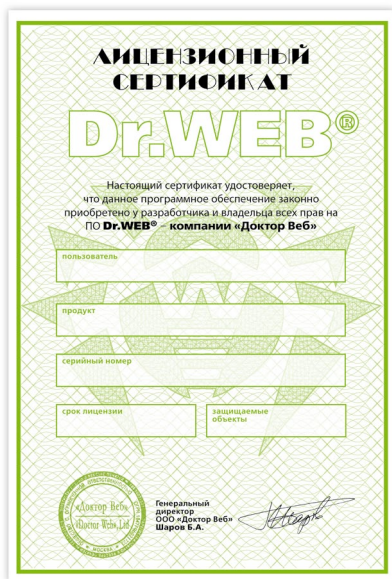 ЛИЦЕНЗИОННЫЙ
СЕРТИФИКАТ
Dr.WEB®
Настоящий сертификат удостоверяет,
что данное программное обеспечение законно
приобретено у разработчика и владельца всех прав на
ПО Dr.WEB® – компании «Доктор Веб»
пользователь
продукт
серийный номер
срок лицензии
защищаемые
объекты
«Доктор Веб»
«Doctor Web», Ltd
МОСКВА
Генеральный
директор
ООО «Доктор Веб»
Шаров Б.А.